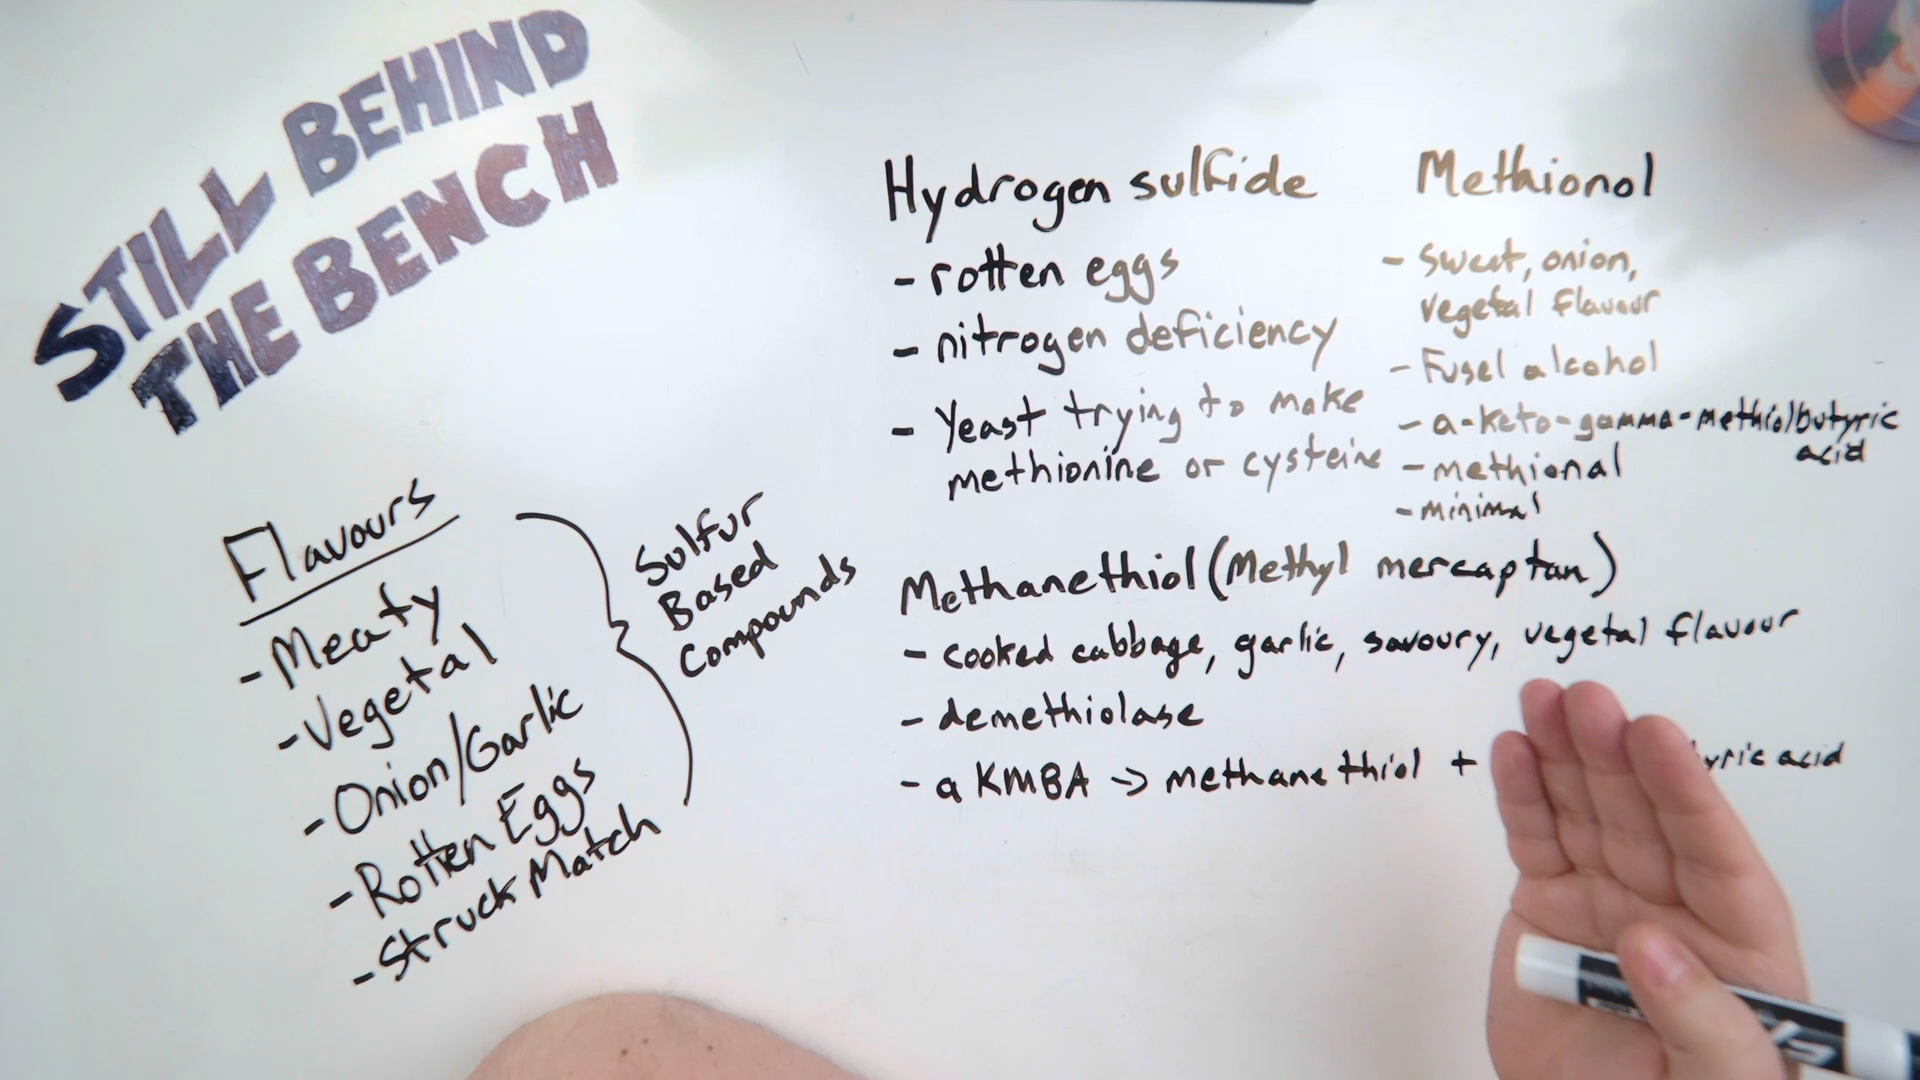 STILL BEHIND
THE BENCH
Flavours
- Meaty
- Vegetal
- Onion/Garlic
- Rotten Eggs
- Struck Match
Sulfur
Based
Compounds
Hydrogen sulfide
- rotten eggs
- nitrogen deficiency
- Yeast trying to make
methionine or cysteine
Methionol
- sweet, onion,
vegetal flavour
- Fusel alcohol
- a-keto-gamma-methiolbutyric
acid
- methional
- minimal
Methanethiol (Methyl mercaptan)
- cooked cabbage, garlic, savoury, vegetal flavour
- demethiolase
- a KMBA -> methanethiol + acid